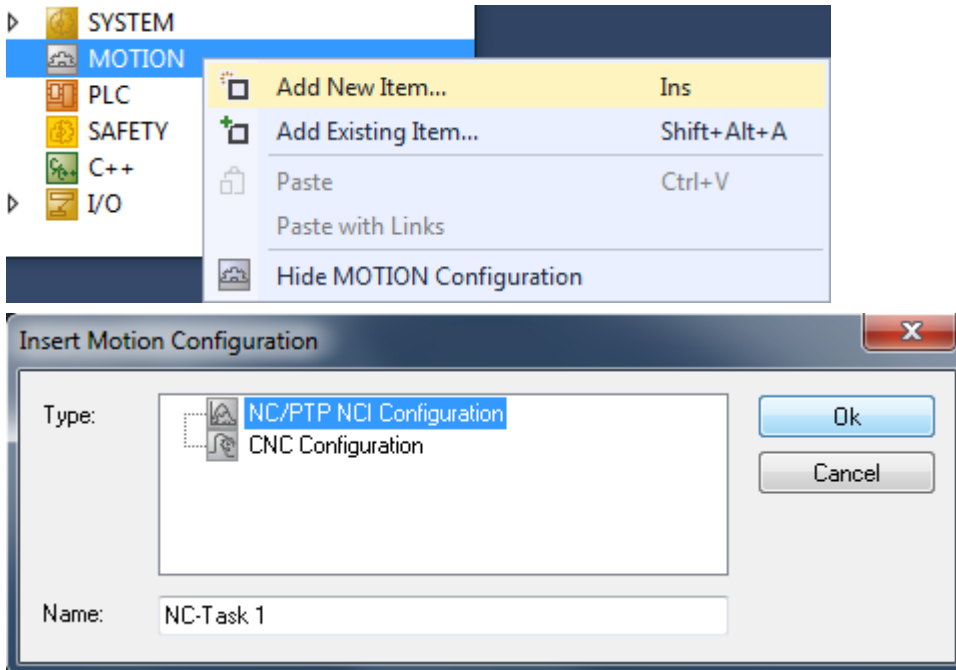 SYSTEM
MOTION
PLC
SAFETY
C++
I/O
Add New Item... Ins
Add Existing Item... Shift+Alt+A
Paste Ctrl+V
Paste with Links
Hide MOTION Configuration
Insert Motion Configuration
Type:
NC/PTP NCI Configuration
CNC Configuration
Ok
Cancel
Name:
NC-Task 1